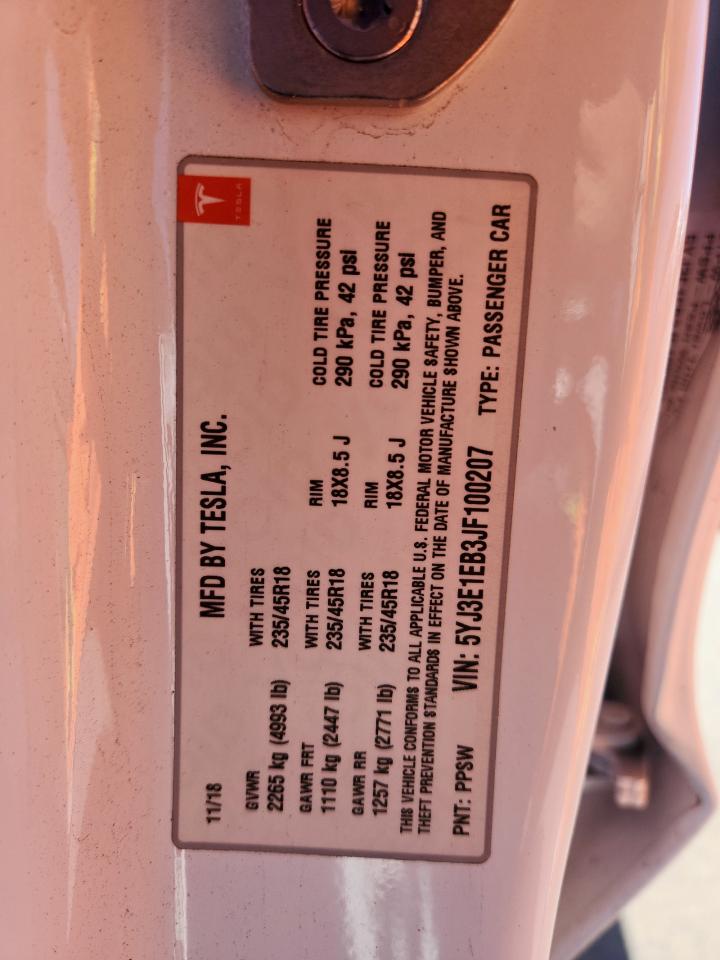 TESLA
MFD BY TESLA, INC.
11/18
GVWR
2265 kg (4993 lb)
WITH TIRES
235/45R18
GAWR FRT
1110 kg (2447 lb)
WITH TIRES
235/45R18
RIM
18X8.5 J
COLD TIRE PRESSURE
290 kPa, 42 psi
GAWR RR
1257 kg (2771 lb)
WITH TIRES
235/45R18
RIM
18X8.5 J
COLD TIRE PRESSURE
290 kPa, 42 psi
THIS VEHICLE CONFORMS TO ALL APPLICABLE U.S. FEDERAL MOTOR VEHICLE SAFETY, BUMPER, AND
THEFT PREVENTION STANDARDS IN EFFECT ON THE DATE OF MANUFACTURE SHOWN ABOVE.
PNT: PPSW VIN: 5YJ3E1EB3JF100207 TYPE: PASSENGER CAR